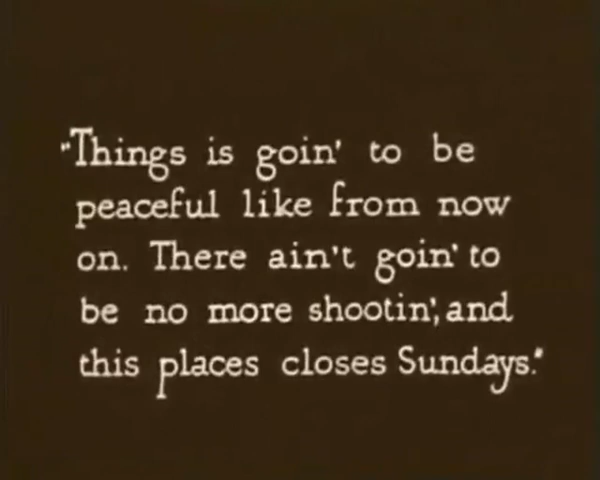 "Things is goin' to be
peaceful like from now
on. There ain't goin' to
be no more shootin', and
this places closes Sundays."